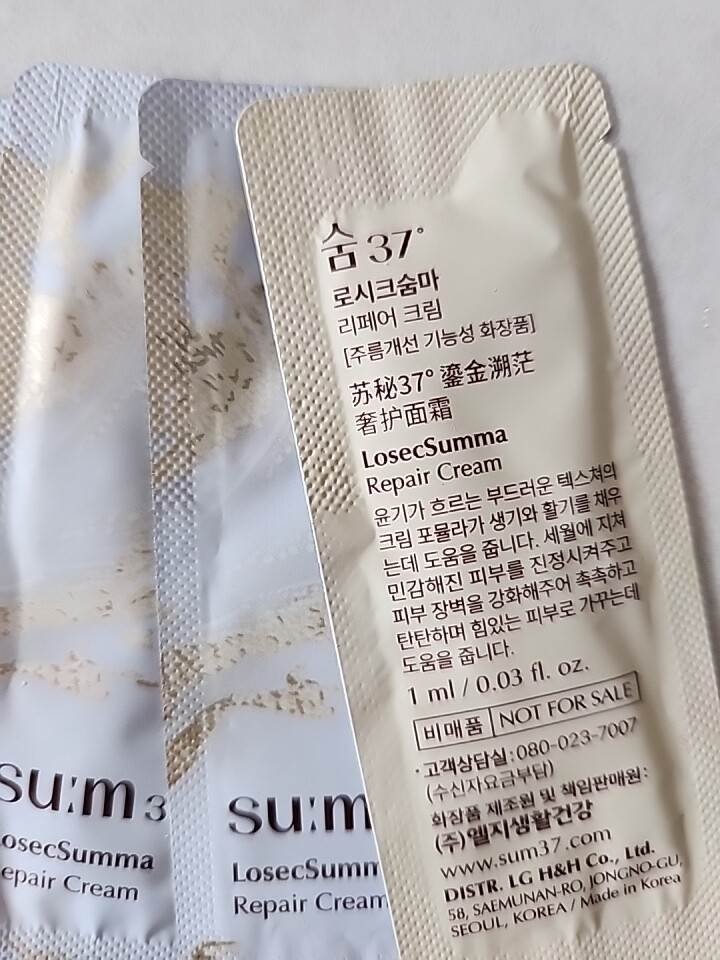 숨 37°
로시크숨마
리페어 크림
[주름개선 기능성 화장품]
苏秘37° 鎏金溯茫
奢护面霜
LosecSumma
Repair Cream
윤기가 흐르는 부드러운 텍스쳐의
크림 포뮬라가 생기와 활기를 채우
는데 도움을 줍니다. 세월에 지쳐
민감해진 피부를 진정시켜주고
피부 장벽을 강화해주어 촉촉하고
탄탄하며 힘있는 피부로 가꾸는데
도움을 줍니다.
1 ml / 0.03 fl. oz.
비매품 NOT FOR SALE
·고객상담실:080-023-7007
(수신자요금부담)
화장품 제조원 및 책임판매원:
(주)엘지생활건강
www.sum37.com
DISTR. LG H&H Co., Ltd.
58, SAEMUNAN-RO, JONGNO-GU,
SEOUL, KOREA / Made in Korea
su:m
LosecSumm
Repair Cream
su:m 3
osecSumma
epair Cream